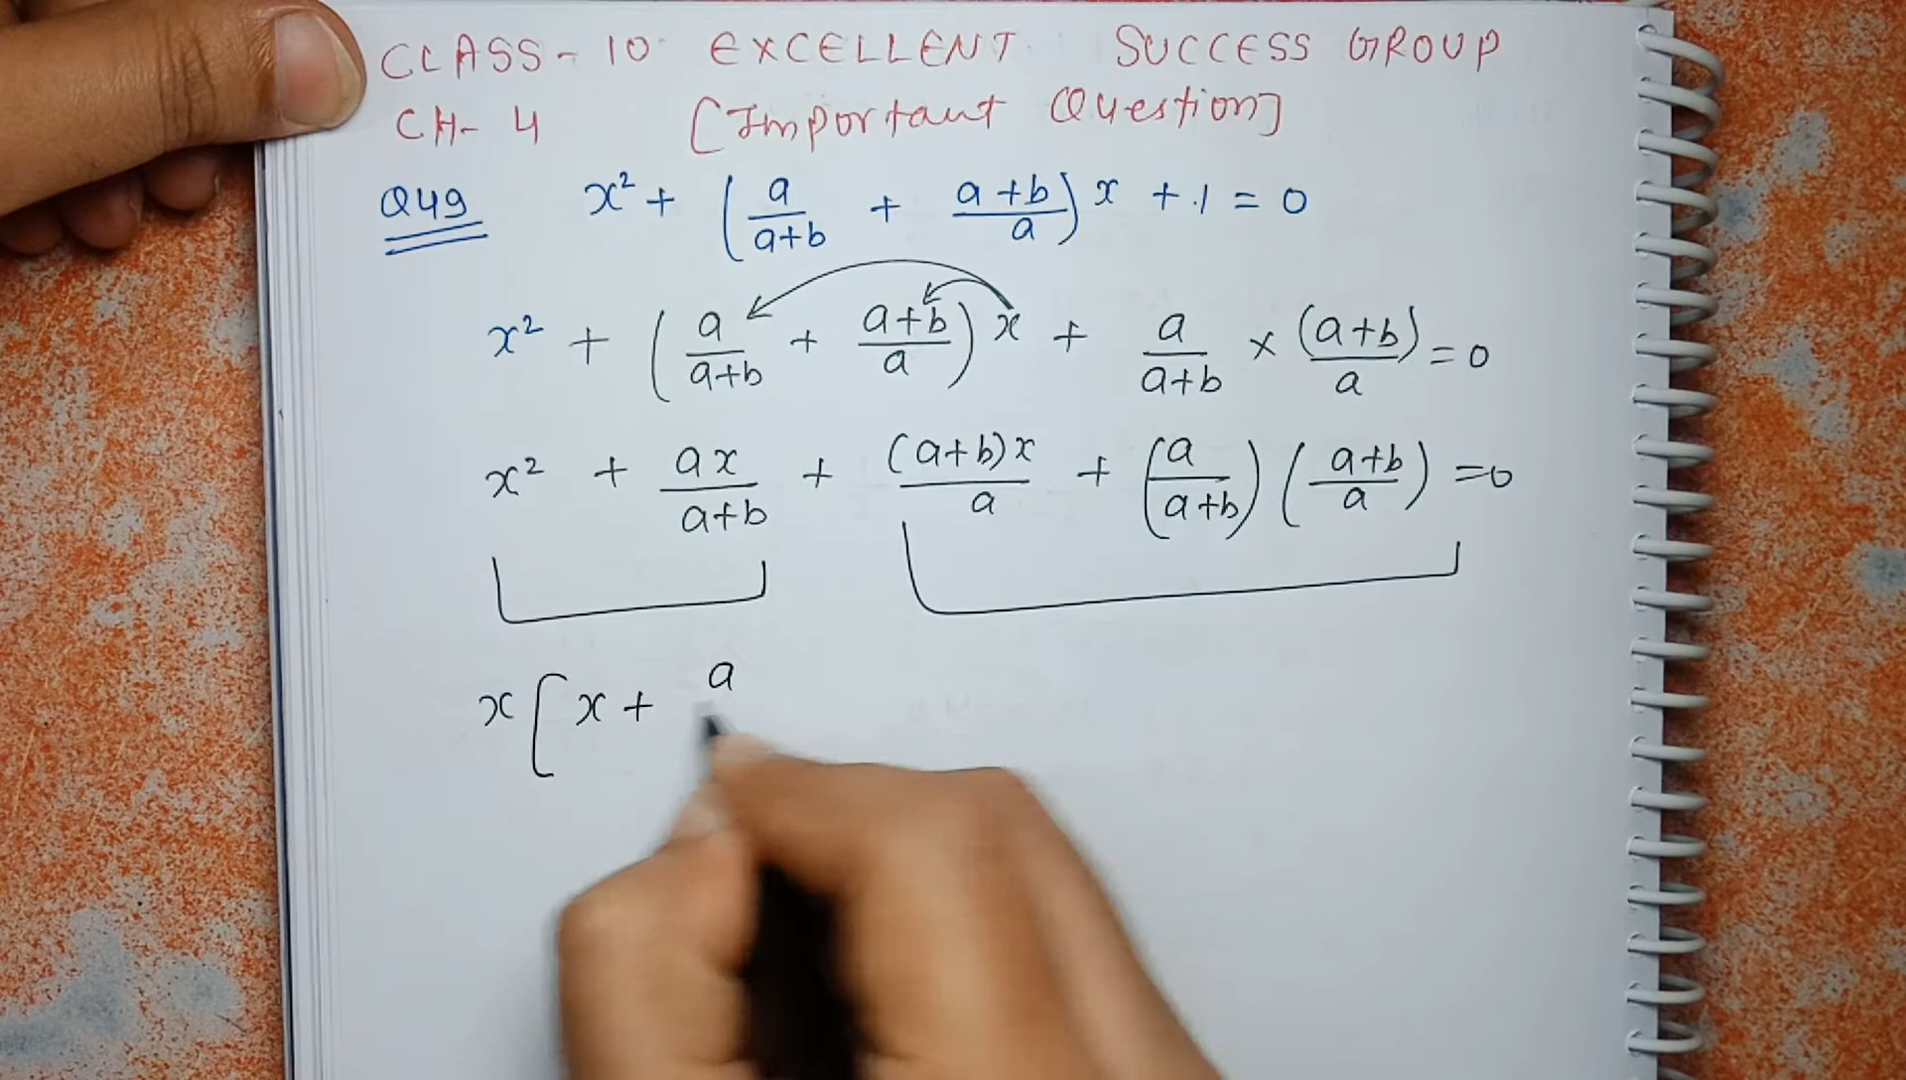 CLASS - 10 EXCELLENT SUCCESS GROUP
CH- 4 [Important Question]
Q49 x² + (a/a+b + a+b/a) x + 1 = 0
x² + (a/a+b + a+b/a) x + a/a+b × (a+b)/a = 0
x² + ax/a+b + (a+b)x/a + (a/a+b) (a+b/a) = 0
x [ x + a